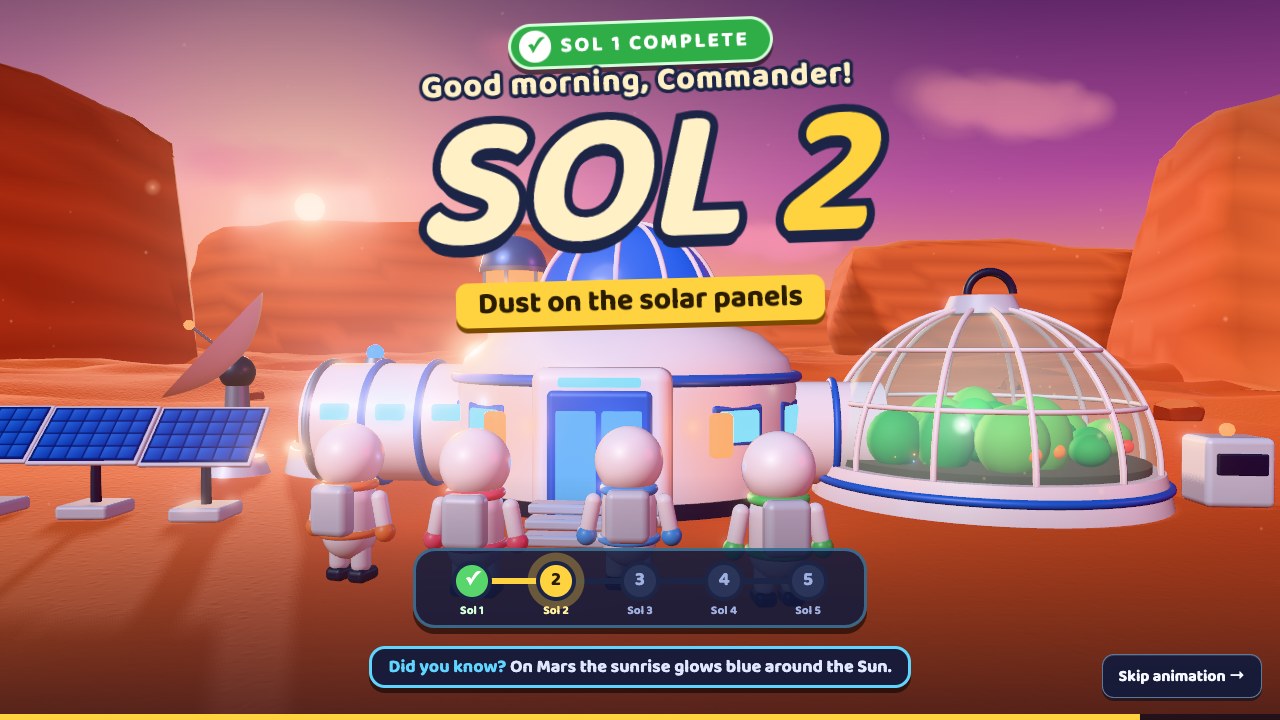 SOL 1 COMPLETE
Good morning, Commander!
SOL 2
Dust on the solar panels
2 3 4 5
Sol 1 Sol 2 Sol 3 Sol 4 Sol 5
Did you know? On Mars the sunrise glows blue around the Sun.
Skip animation →